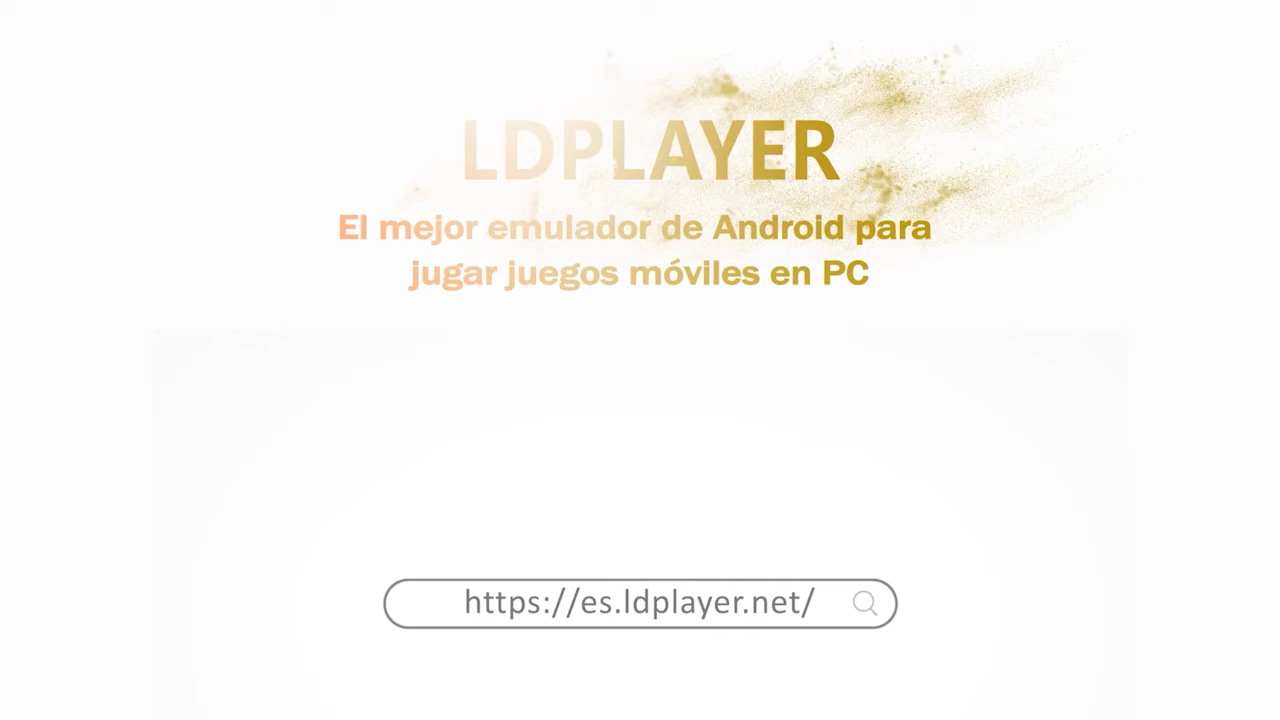 LDPLAYER
El mejor emulador de Android para
jugar juegos móviles en PC
https://es.ldplayer.net/